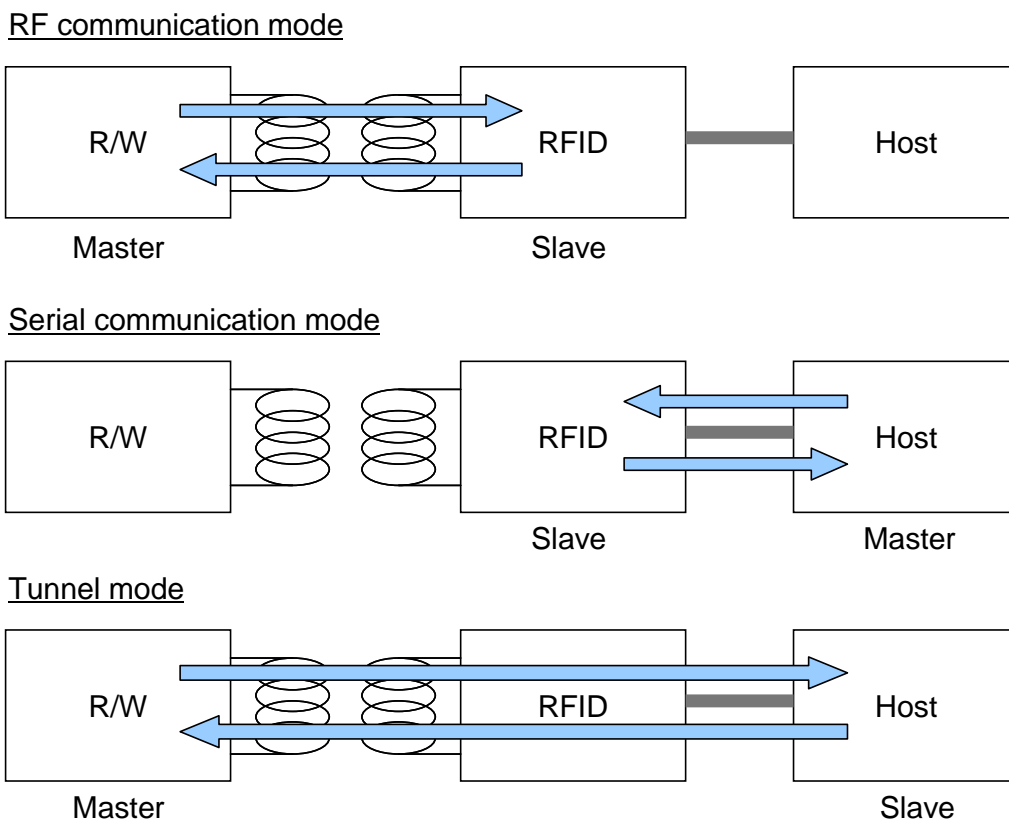 RF communication mode
R/W RFID Host
Master Slave
Serial communication mode
R/W RFID Host
Slave Master
Tunnel mode
R/W RFID Host
Master Slave